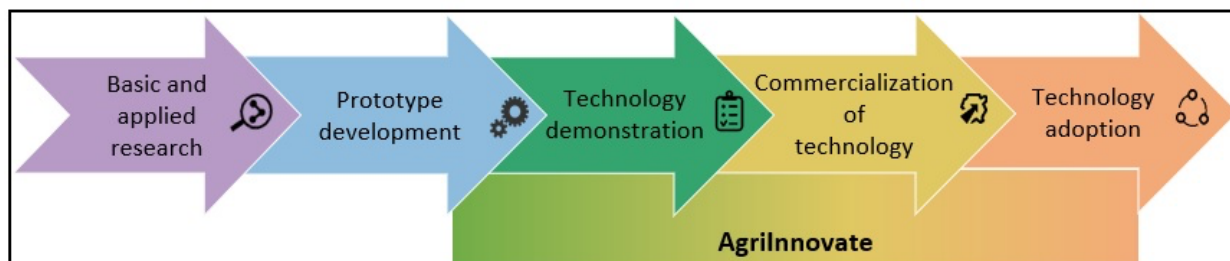 Basic and
applied
research
Prototype
development
Technology
demonstration
Commercialization
of
technology
Technology
adoption
AgriInnovate